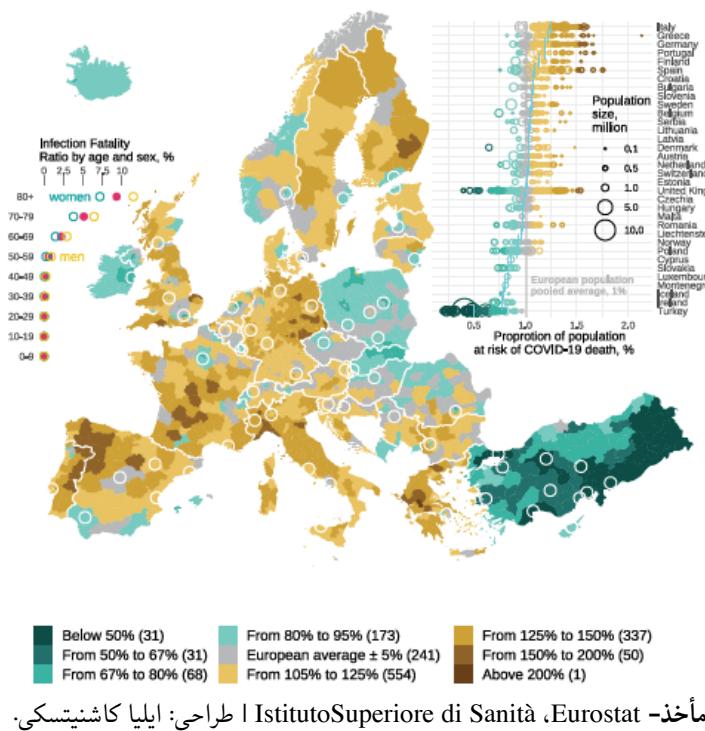 Infection Fatality
Ratio by age and sex, %
0 2.5 5 7.5 10
80+ women
70-79
60-69
50-59 men
40-49
30-39
20-29
10-19
0-9
Italy
Greece
Germany
Portugal
Finland
Spain
Croatia
Bulgaria
Slovenia
Sweden
Belgium
Serbia
Lithuania
Latvia
Denmark
Austria
Netherland
Switzerland
Estonia
United King
Czechia
Hungary
Malta
Romania
Liechtenste
Norway
Poland
Cyprus
Slovakia
Luxembour
Montenegr
Iceland
Ireland
Turkey
Population
size,
million
0.1
0.5
1.0
5.0
10.0
European population
pooled average, 1%
0.5 1.0 1.5 2.0
Proprotion of population
at risk of COVID-19 death, %
Below 50% (31)
From 50% to 67% (31)
From 67% to 80% (68)
From 80% to 95% (173)
European average ± 5% (241)
From 105% to 125% (554)
From 125% to 150% (337)
From 150% to 200% (50)
Above 200% (1)
مأخذ- Eurostat، IstitutoSuperiore di Sanità | طراحی: ایلیا کاشنیتسکی.